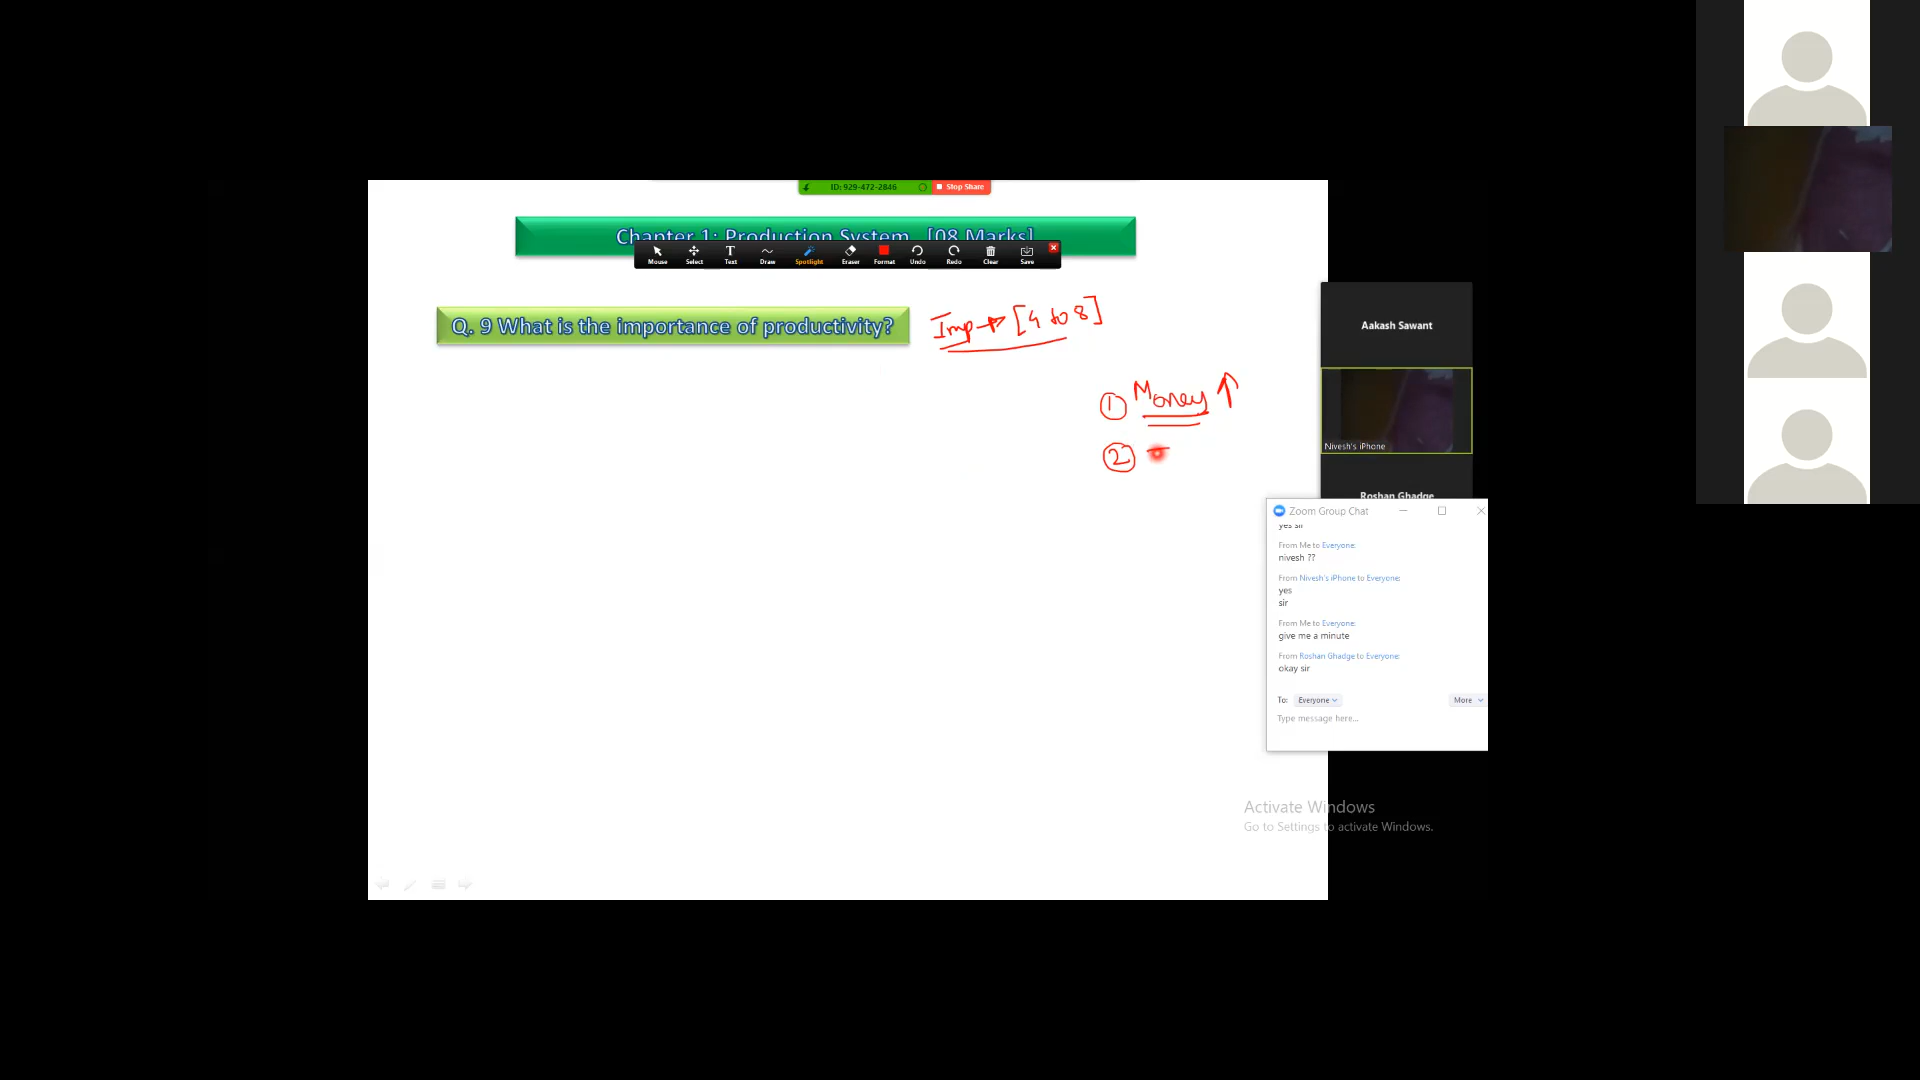 ID: 929-472-2846
Stop Share
Chapter 1: Production System [08 Marks]
Mouse Select Text Draw Spotlight Eraser Format Undo Redo Clear Save
Q. 9 What is the importance of productivity?
Imp → [4 to 8]
① Money ↑
②
Aakash Sawant
Nivesh's iPhone
Roshan Ghadge
Zoom Group Chat
yes sir
From Me to Everyone:
nivesh ??
From Nivesh's iPhone to Everyone:
yes
sir
From Me to Everyone:
give me a minute
From Roshan Ghadge to Everyone:
okay sir
To: Everyone More
Type message here...
Activate Windows
Go to Settings to activate Windows.